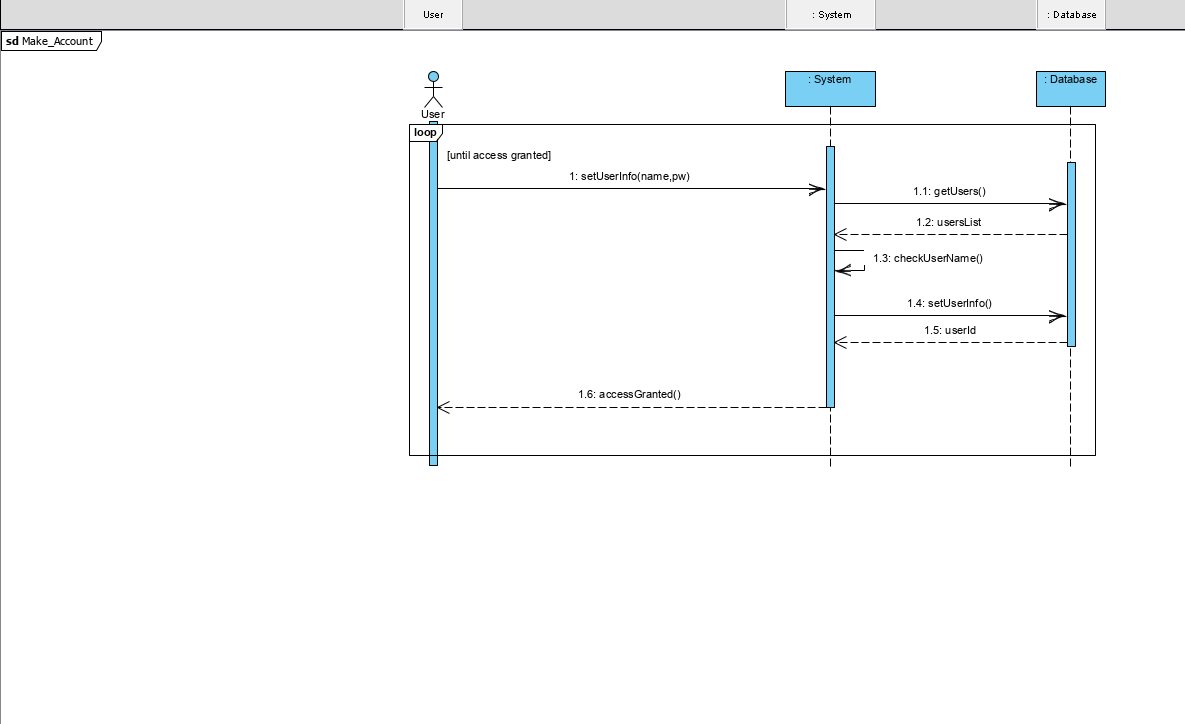 User : System : Database
sd Make_Account
: System : Database
User
loop
[until access granted]
1: setUserInfo(name,pw)
1.1: getUsers()
1.2: usersList
1.3: checkUserName()
1.4: setUserInfo()
1.5: userId
1.6: accessGranted()